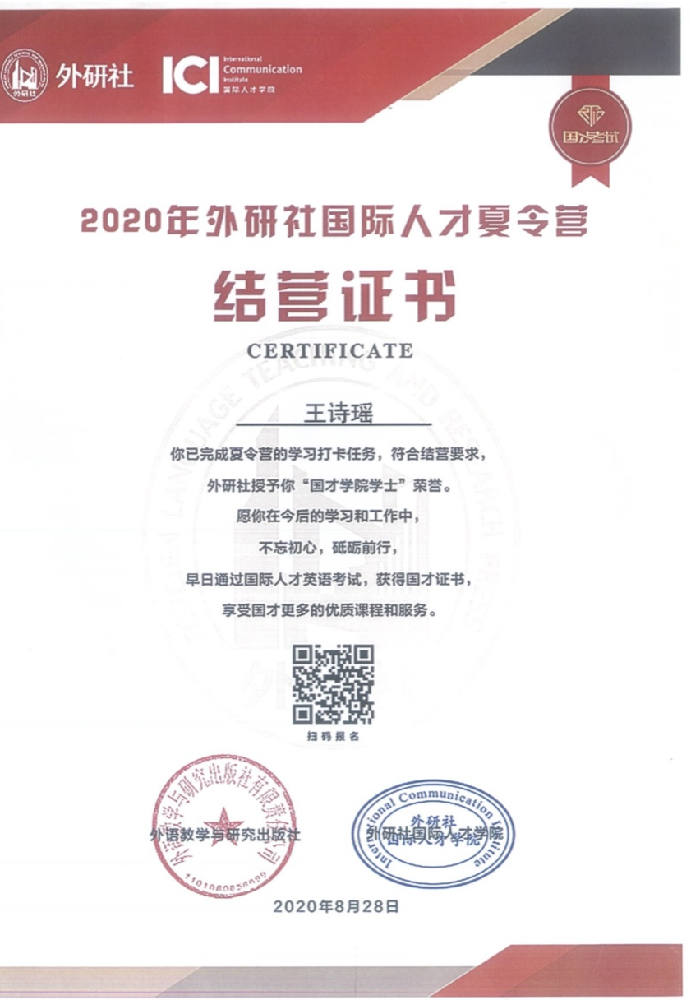 外研社
外研社
ICI
International
Communication
Institute
国际人才学院
国才考试
2020年外研社国际人才夏令营
结营证书
CERTIFICATE
FOREIGN LANGUAGE TEACHING AND RESEARCH PRESS
王诗瑶
你已完成夏令营的学习打卡任务，符合结营要求，
外研社授予你“国才学院学士”荣誉。
愿你在今后的学习和工作中，
不忘初心，砥砺前行，
早日通过国际人才英语考试，获得国才证书，
享受国才更多的优质课程和服务。
扫码报名
外语教学与研究出版社有限责任公司
外语教学与研究出版社
International Communication Institute
外研社
国际人才学院
外研社国际人才学院
2020年8月28日